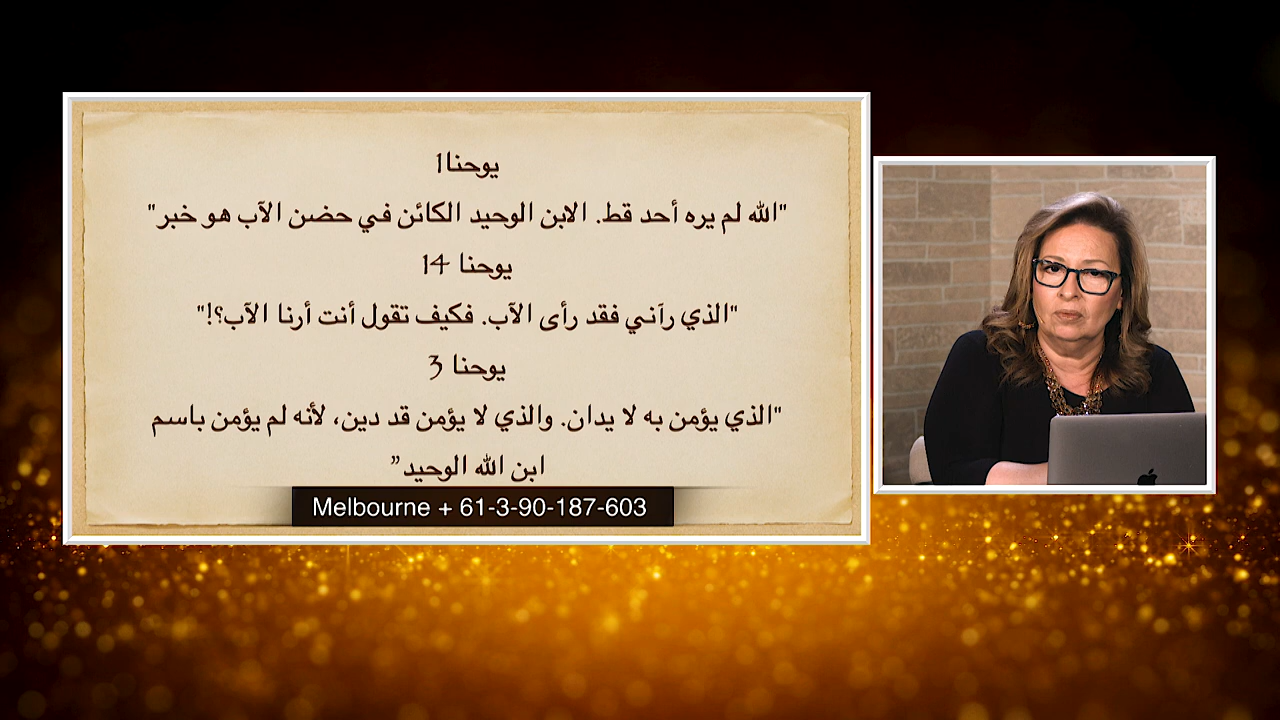 يوحنا1
"الله لم يره أحد قط. الابن الوحيد الكائن في حضن الآب هو خبر"
يوحنا 14
"الذي رآني فقد رأى الآب. فكيف تقول أنت أرنا الآب؟!"
يوحنا 3
"الذي يؤمن به لا يدان. والذي لا يؤمن قد دين، لأنه لم يؤمن باسم
ابن الله الوحيد”
Melbourne + 61-3-90-187-603